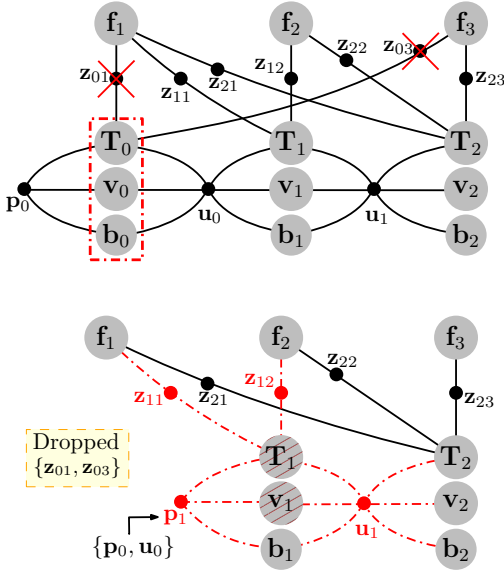 f₁ f₂ f₃
z₀₁ z₁₁ z₂₁ z₁₂ z₂₂ z₀₃ z₂₃
T₀ T₁ T₂
p₀ v₀ u₀ v₁ u₁ v₂
b₀ b₁ b₂
f₁ f₂ f₃
z₁₁ z₂₁ z₁₂ z₂₂ z₂₃
Dropped
{z₀₁, z₀₃}
T₁ T₂
p₁ v₁ u₁ v₂
{p₀, u₀}
b₁ b₂